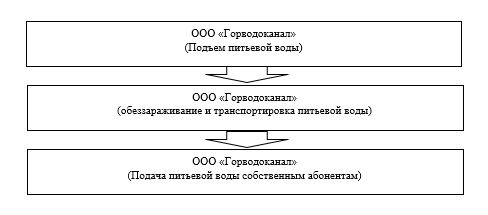 ООО «Горводоканал»
(Подъем питьевой воды)
ООО «Горводоканал»
(обеззараживание и транспортировка питьевой воды)
ООО «Горводоканал»
(Подача питьевой воды собственным абонентам)